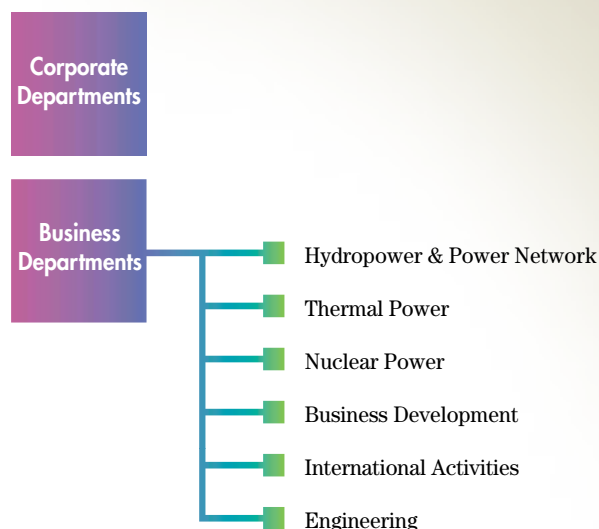 Corporate
Departments
Business
Departments
Hydropower & Power Network
Thermal Power
Nuclear Power
Business Development
International Activities
Engineering